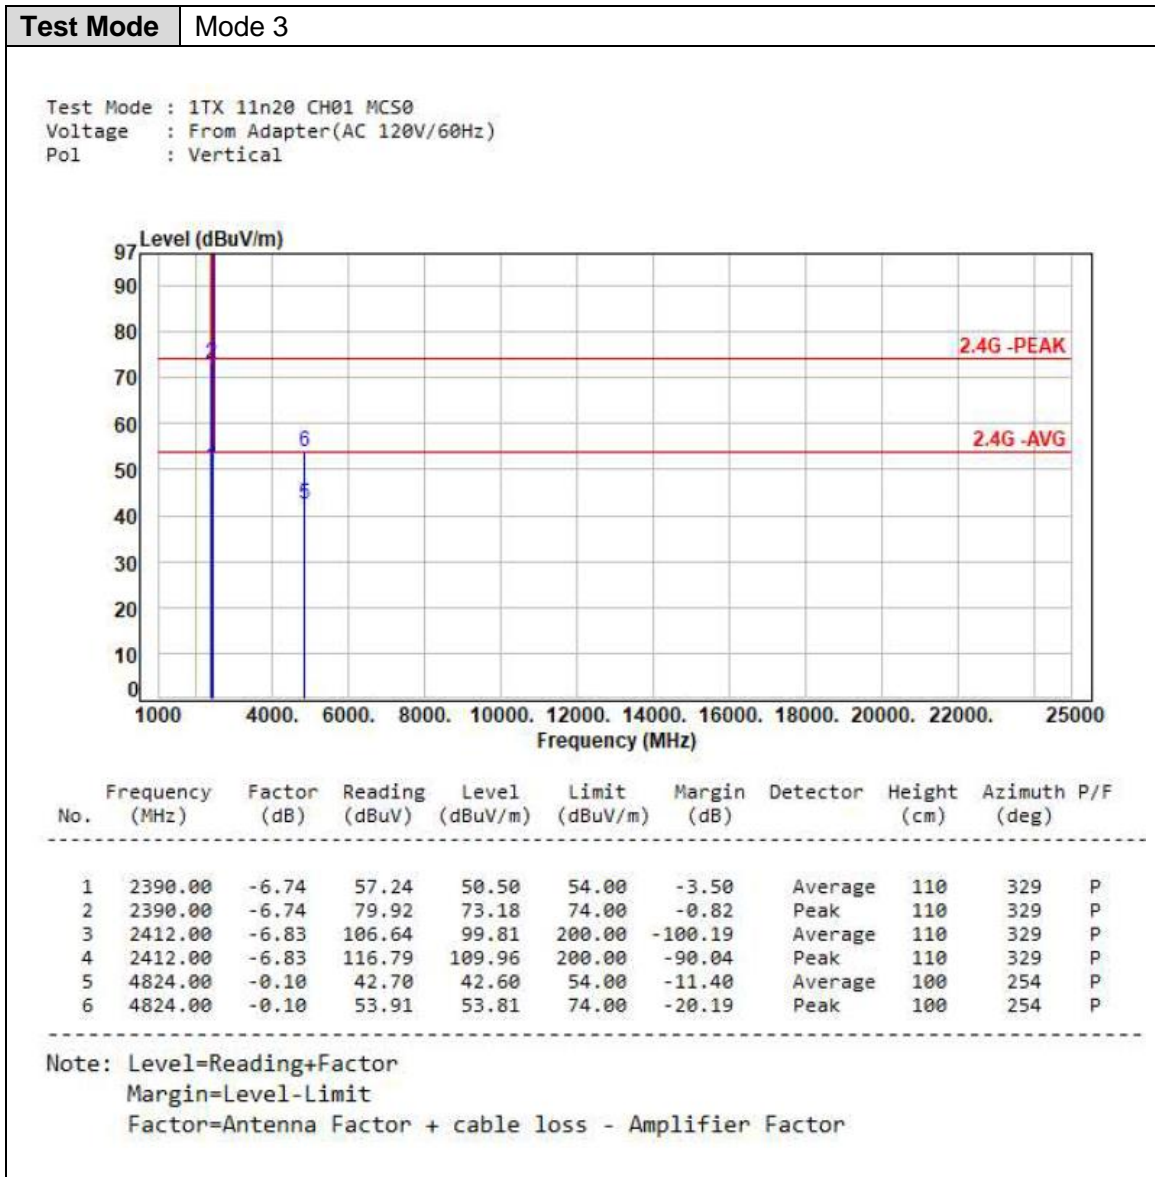 Test Mode Mode 3
Test Mode : 1TX 11n20 CH01 MCS0
Voltage : From Adapter(AC 120V/60Hz)
Pol : Vertical
Level (dBuV/m)
97
90
80
2.4G -PEAK
2
70
60
6
2.4G -AVG
50
5
40
30
20
10
0
1000 4000. 6000. 8000. 10000. 12000. 14000. 16000. 18000. 20000. 22000. 25000
Frequency (MHz)
Frequency Factor Reading Level Limit Margin Detector Height Azimuth P/F
No. (MHz) (dB) (dBuV) (dBuV/m) (dBuV/m) (dB) (cm) (deg)
1 2390.00 -6.74 57.24 50.50 54.00 -3.50 Average 110 329 P
2 2390.00 -6.74 79.92 73.18 74.00 -0.82 Peak 110 329 P
3 2412.00 -6.83 106.64 99.81 200.00 -100.19 Average 110 329 P
4 2412.00 -6.83 116.79 109.96 200.00 -90.04 Peak 110 329 P
5 4824.00 -0.10 42.70 42.60 54.00 -11.40 Average 100 254 P
6 4824.00 -0.10 53.91 53.81 74.00 -20.19 Peak 100 254 P
Note: Level=Reading+Factor
Margin=Level-Limit
Factor=Antenna Factor + cable loss - Amplifier Factor